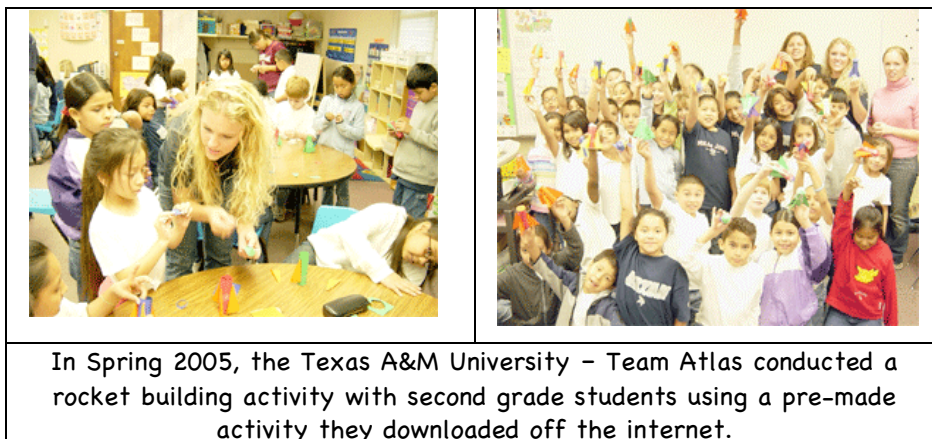 In Spring 2005, the Texas A&M University – Team Atlas conducted a
rocket building activity with second grade students using a pre-made
activity they downloaded off the internet.